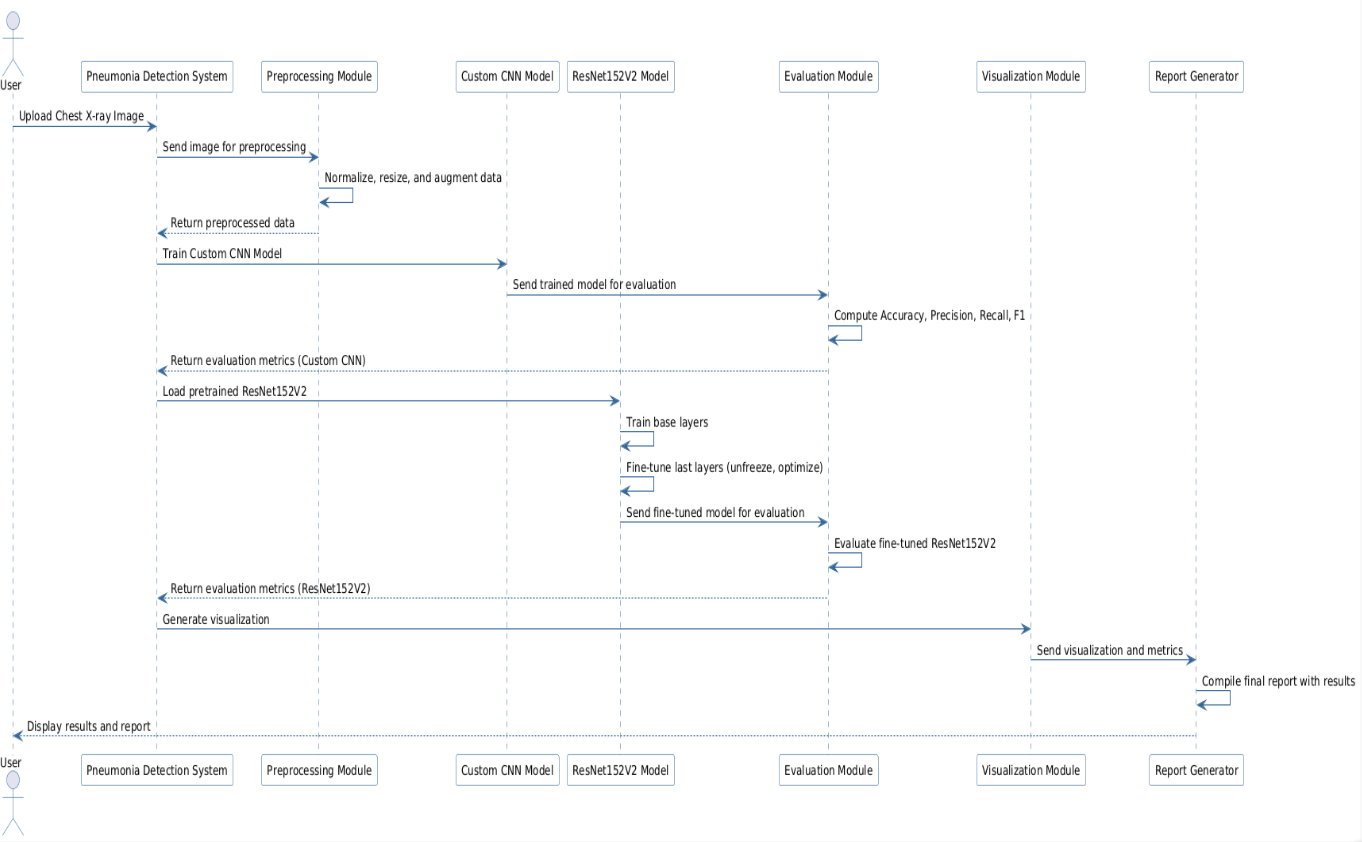 User
Pneumonia Detection System
Preprocessing Module
Custom CNN Model
ResNet152V2 Model
Evaluation Module
Visualization Module
Report Generator
Upload Chest X-ray Image
Send image for preprocessing
Normalize, resize, and augment data
Return preprocessed data
Train Custom CNN Model
Send trained model for evaluation
Compute Accuracy, Precision, Recall, F1
Return evaluation metrics (Custom CNN)
Load pretrained ResNet152V2
Train base layers
Fine-tune last layers (unfreeze, optimize)
Send fine-tuned model for evaluation
Evaluate fine-tuned ResNet152V2
Return evaluation metrics (ResNet152V2)
Generate visualization
Send visualization and metrics
Compile final report with results
Display results and report
User
Pneumonia Detection System
Preprocessing Module
Custom CNN Model
ResNet152V2 Model
Evaluation Module
Visualization Module
Report Generator